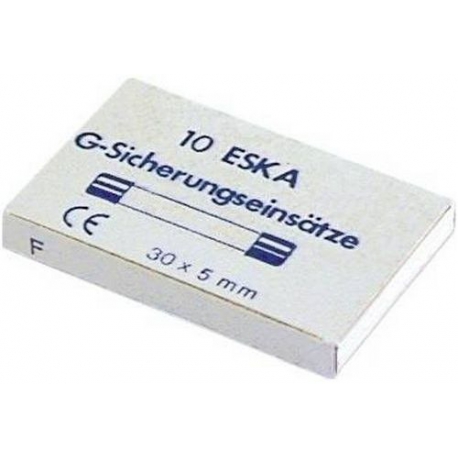 10 ESKA
G-Sicherungseinsätze
CE
30 x 5 mm
F